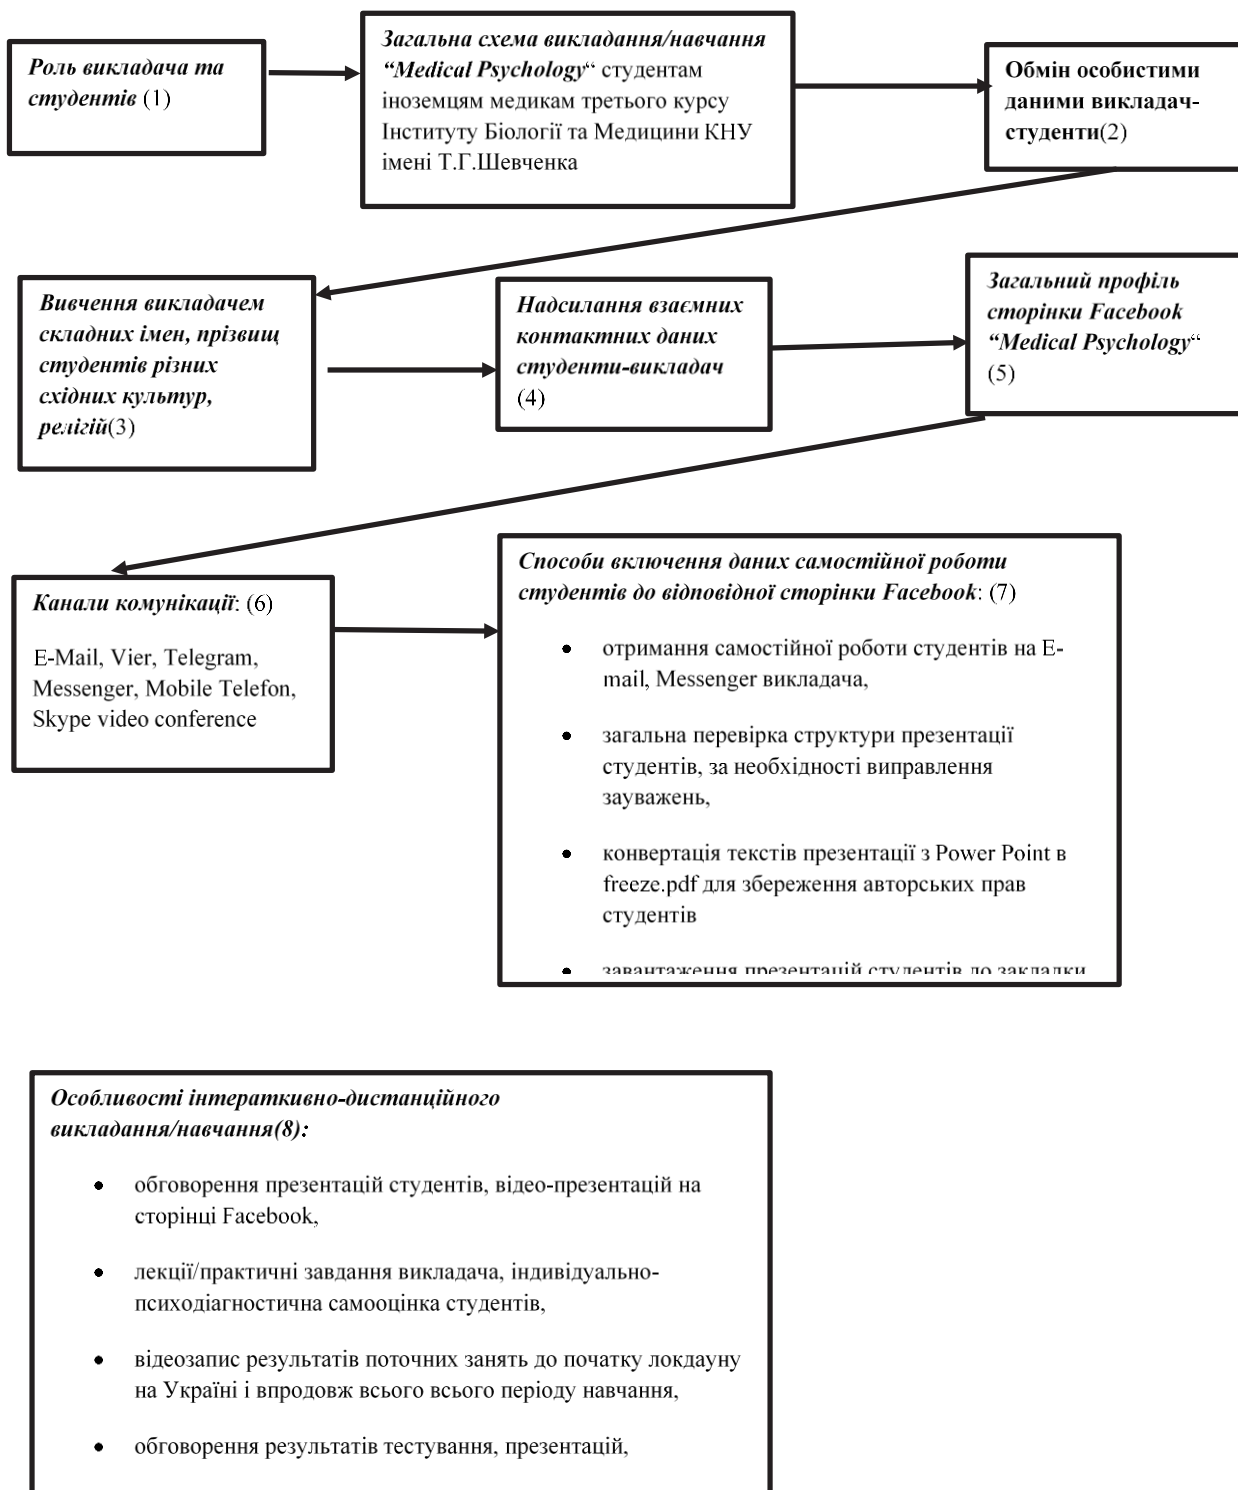 Роль викладача та
студентів (1)
Загальна схема викладання/навчання
“Medical Psychology“ студентам
іноземцям медикам третього курсу
Інституту Біології та Медицини КНУ
імені Т.Г.Шевченка
Обмін особистими
даними викладач-
студенти(2)
Вивчення викладачем
складних імен, прізвищ
студентів різних
східних культур,
релігій(3)
Надсилання взаємних
контактних даних
студенти-викладач
(4)
Загальний профіль
сторінки Facebook
“Medical Psychology“
(5)
Канали комунікації: (6)
E-Mail, Vier, Telegram,
Messenger, Mobile Telefon,
Skype video conference
Способи включення даних самостійної роботи
студентів до відповідної сторінки Facebook: (7)
• отримання самостійної роботи студентів на E-
mail, Messenger викладача,
• загальна перевірка структури презентації
студентів, за необхідності виправлення
зауважень,
• конвертація текстів презентації з Power Point в
freeze.pdf для збереження авторських прав
студентів
• завантаження презентацій студентів до закладки
Особливості інтераткивно-дистанційного
викладання/навчання(8):
• обговорення презентацій студентів, відео-презентацій на
сторінці Facebook,
• лекції/практичні завдання викладача, індивідуально-
психодіагностична самооцінка студентів,
• відеозапис результатів поточних занять до початку локдауну
на Україні і впродовж всього всього періоду навчання,
• обговорення результатів тестування, презентацій,